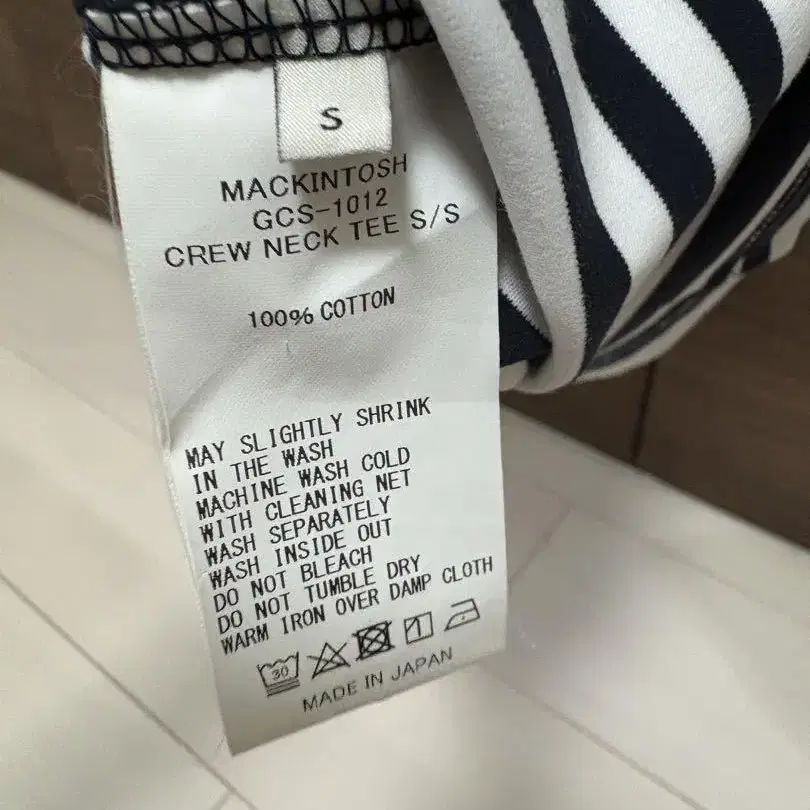 S
MACKINTOSH
GCS-1012
CREW NECK TEE S/S
100% COTTON
MAY SLIGHTLY SHRINK
IN THE WASH
MACHINE WASH COLD
WITH CLEANING NET
WASH SEPARATELY
WASH INSIDE OUT
DO NOT BLEACH
DO NOT TUMBLE DRY
WARM IRON OVER DAMP CLOTH
30
MADE IN JAPAN